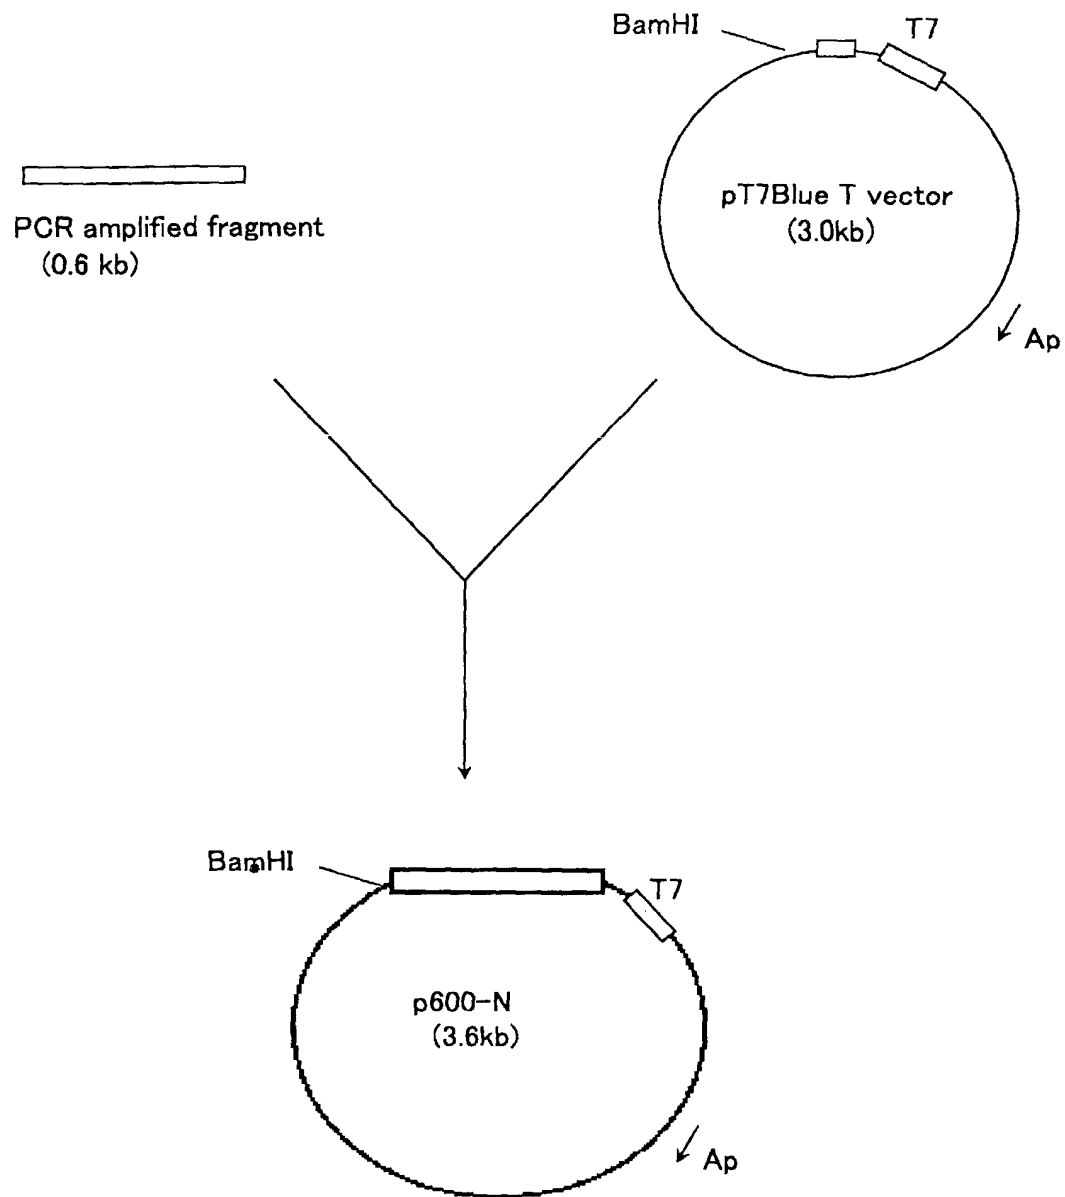 BamHI
T7
pT7Blue T vector
(3.0kb)
Ap
PCR amplified fragment
(0.6 kb)
BamHI
T7
p600-N
(3.6kb)
Ap